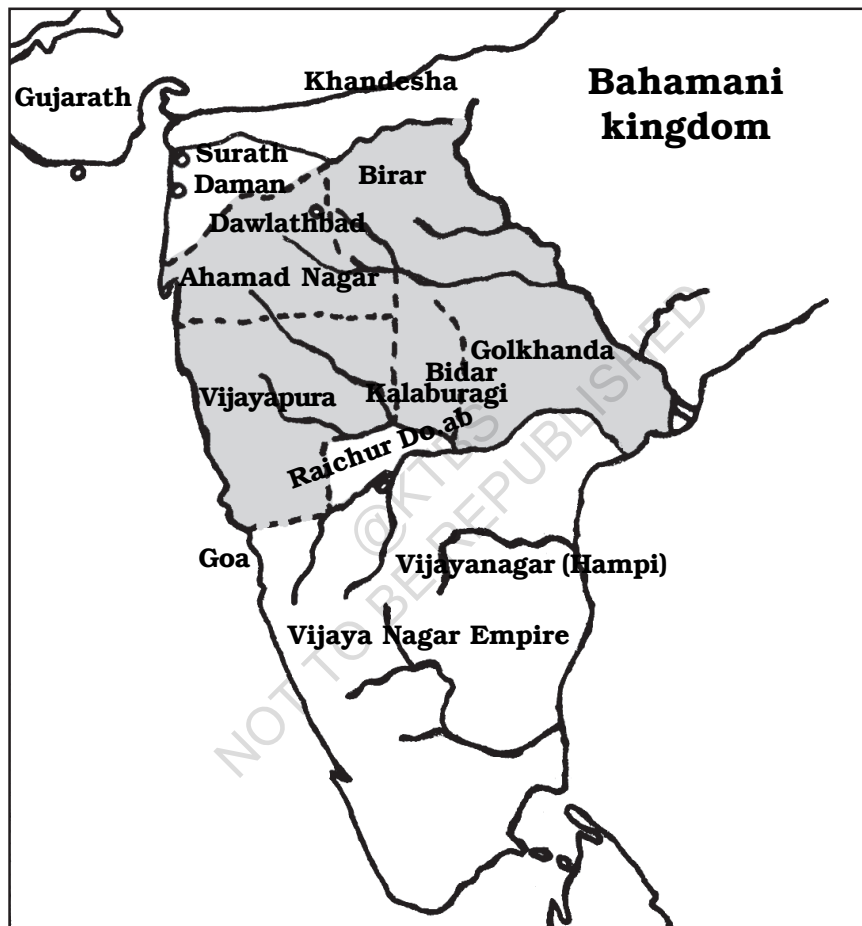 Bahamani
kingdom
Khandesha
Gujarath
Surath
Daman
Birar
Dawlathbad
Ahamad Nagar
Golkhanda
Bidar
Vijayapura
Kalaburagi
Raichur Do.ab
Goa
Vijayanagar (Hampi)
Vijaya Nagar Empire
@KTBS
NOT TO BE REPUBLISHED